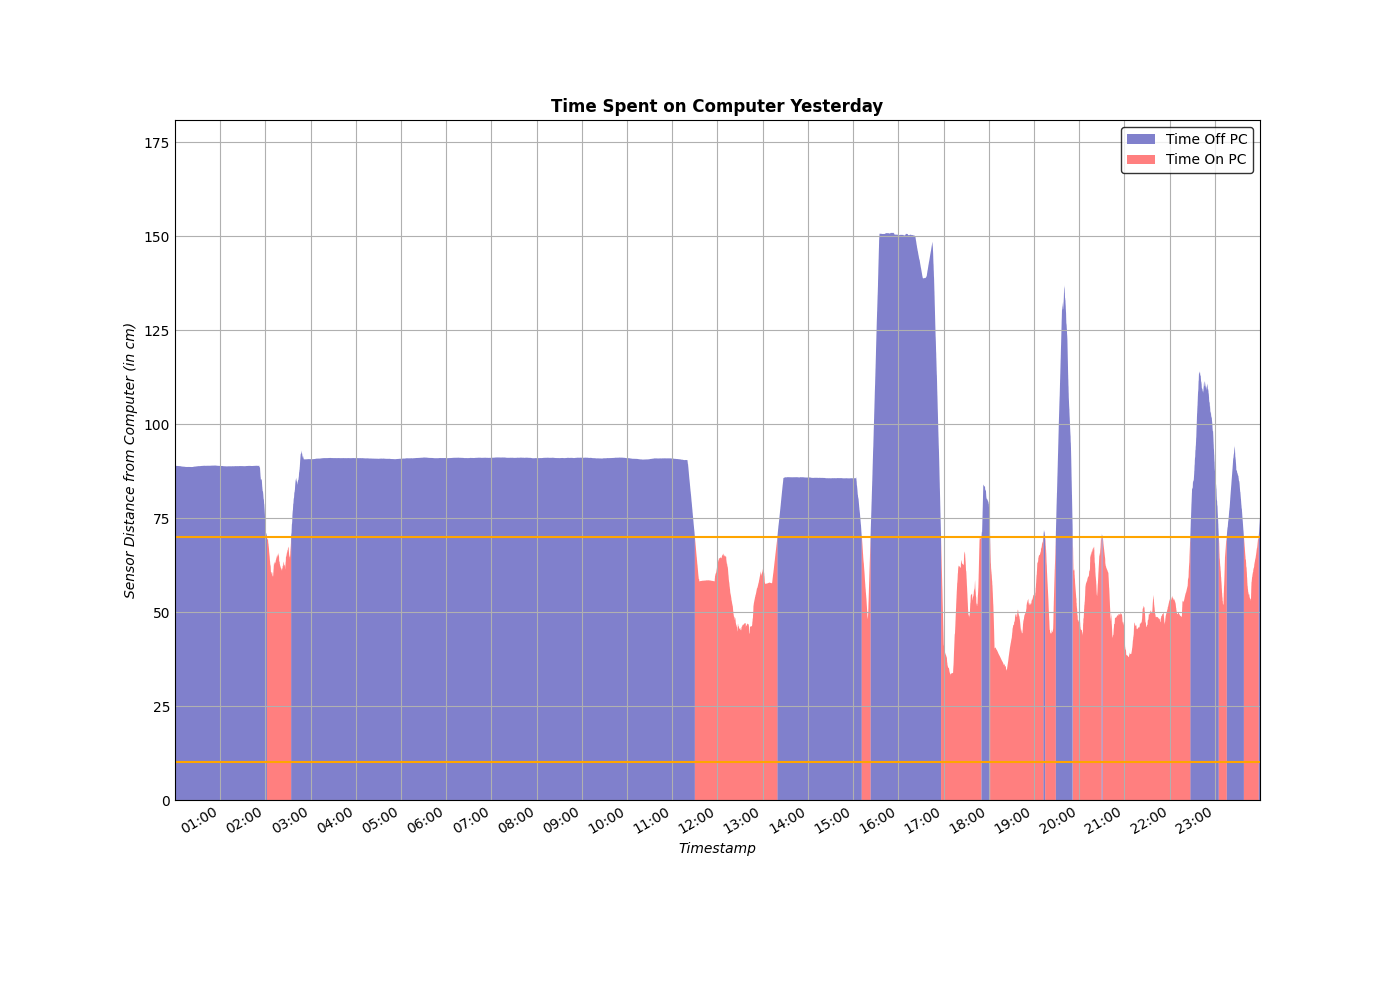 Time Spent on Computer Yesterday
Time Off PC
Time On PC
175
150
125
100
75
50
25
0
Sensor Distance from Computer (in cm)
01:00 02:00 03:00 04:00 05:00 06:00 07:00 08:00 09:00 10:00 11:00 12:00 13:00 14:00 15:00 16:00 17:00 18:00 19:00 20:00 21:00 22:00 23:00
Timestamp